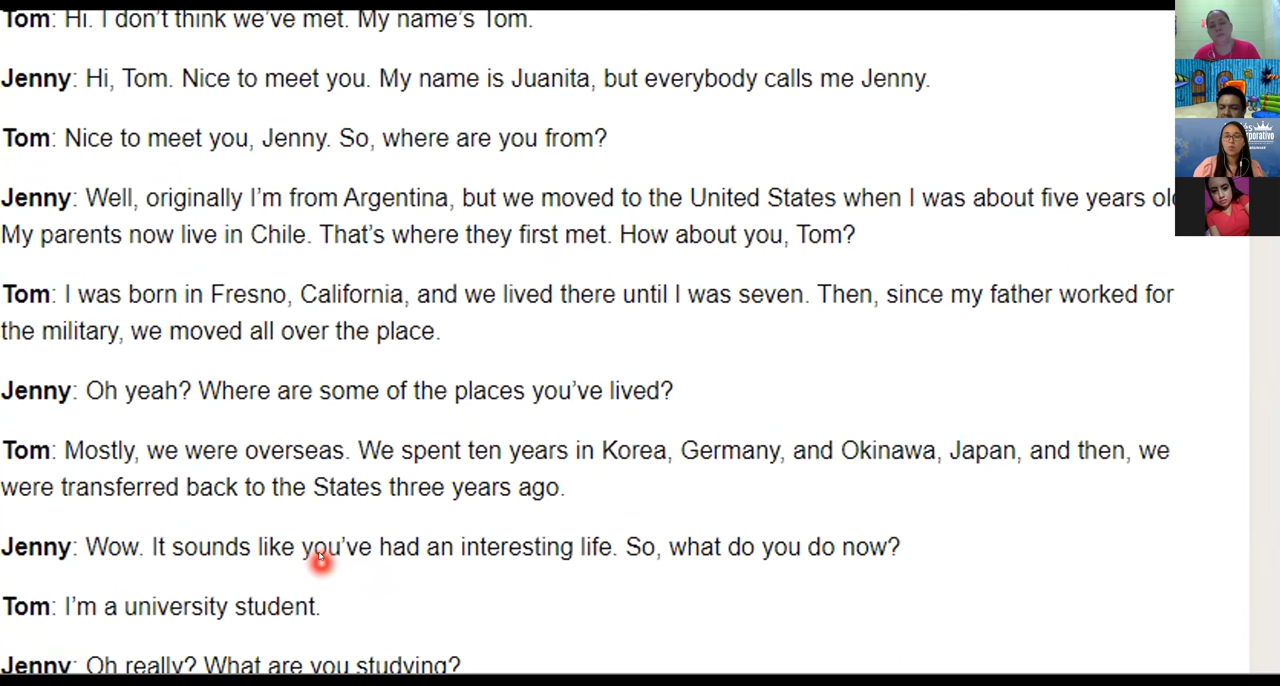 Tom: Hi. I don't think we've met. My name's Tom.
Jenny: Hi, Tom. Nice to meet you. My name is Juanita, but everybody calls me Jenny.
Tom: Nice to meet you, Jenny. So, where are you from?
Jenny: Well, originally I'm from Argentina, but we moved to the United States when I was about five years old
My parents now live in Chile. That's where they first met. How about you, Tom?
Tom: I was born in Fresno, California, and we lived there until I was seven. Then, since my father worked for
the military, we moved all over the place.
Jenny: Oh yeah? Where are some of the places you've lived?
Tom: Mostly, we were overseas. We spent ten years in Korea, Germany, and Okinawa, Japan, and then, we
were transferred back to the States three years ago.
Jenny: Wow. It sounds like you've had an interesting life. So, what do you do now?
Tom: I'm a university student.
Jenny: Oh really? What are you studying?